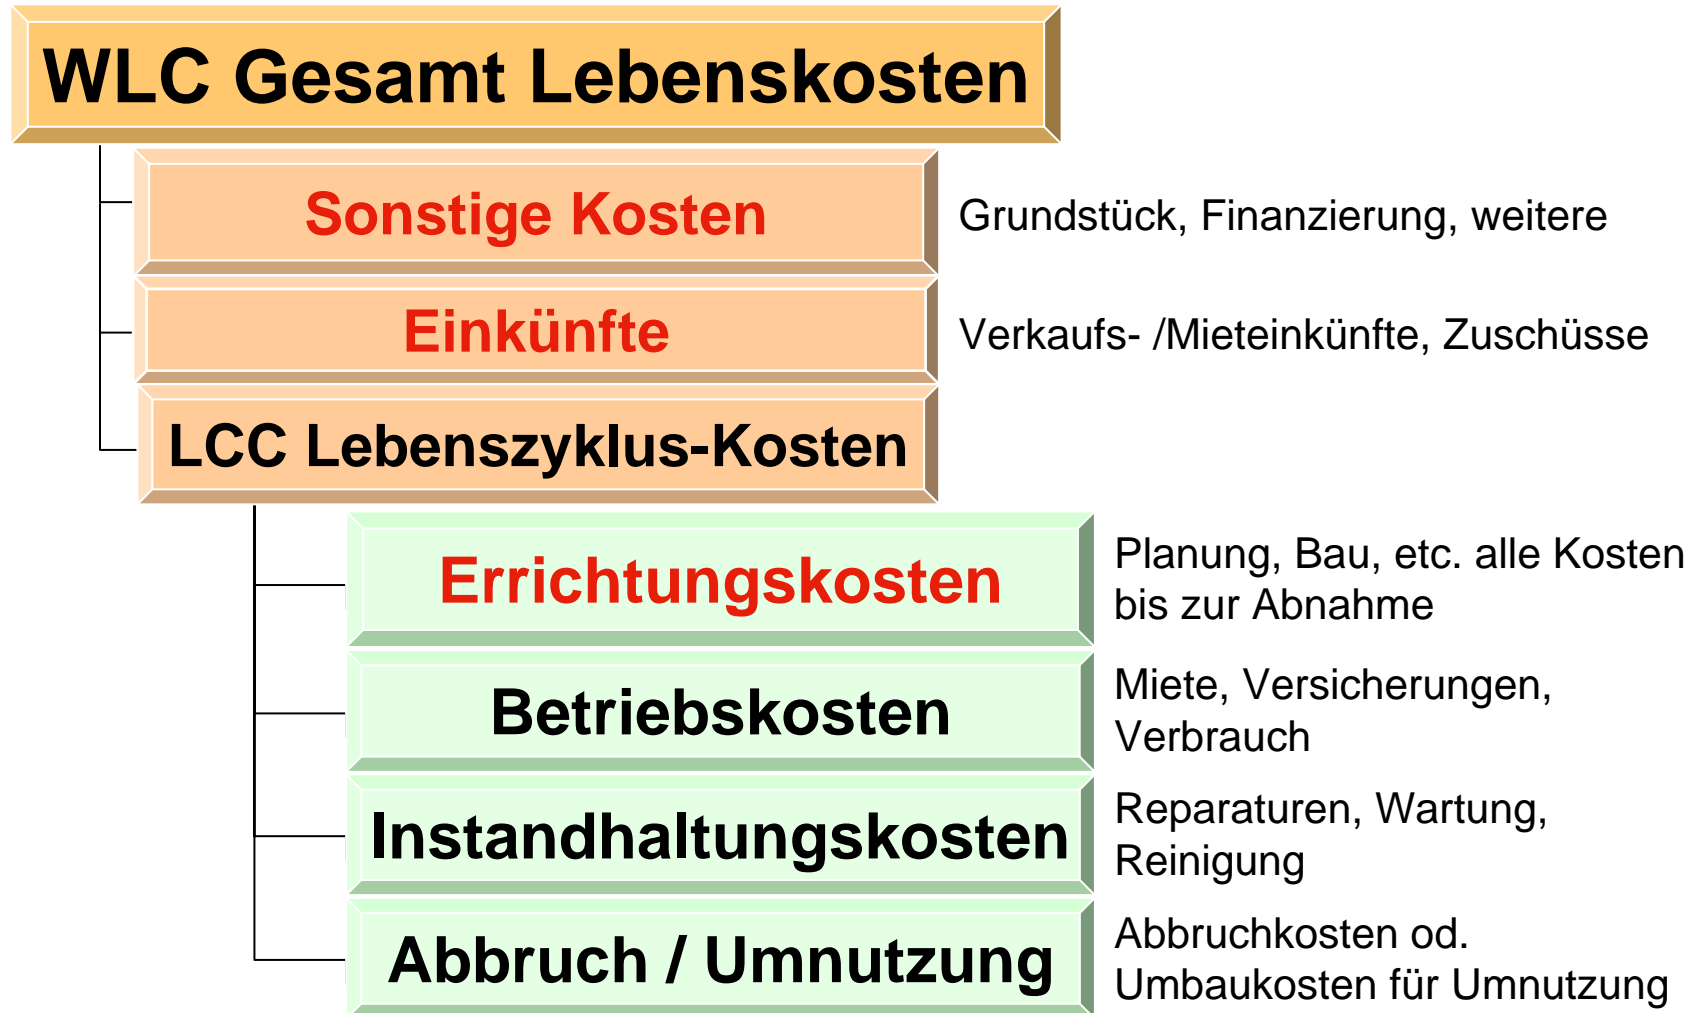 WLC Gesamt Lebenskosten
Sonstige Kosten
Grundstück, Finanzierung, weitere
Einkünfte
Verkaufs- /Mieteinkünfte, Zuschüsse
LCC Lebenszyklus-Kosten
Errichtungskosten
Planung, Bau, etc. alle Kosten
bis zur Abnahme
Betriebskosten
Miete, Versicherungen,
Verbrauch
Instandhaltungskosten
Reparaturen, Wartung,
Reinigung
Abbruch / Umnutzung
Abbruchkosten od.
Umbaukosten für Umnutzung